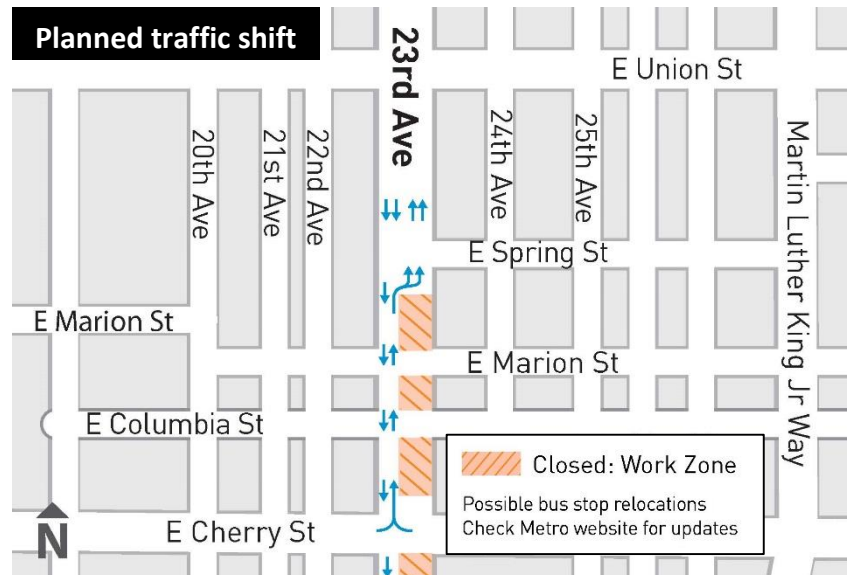 Planned traffic shift
23rd Ave
E Union St
20th Ave
21st Ave
22nd Ave
24th Ave
25th Ave
Martin Luther King Jr Way
E Spring St
E Marion St
E Marion St
E Columbia St
Closed: Work Zone
Possible bus stop relocations
Check Metro website for updates
N
E Cherry St